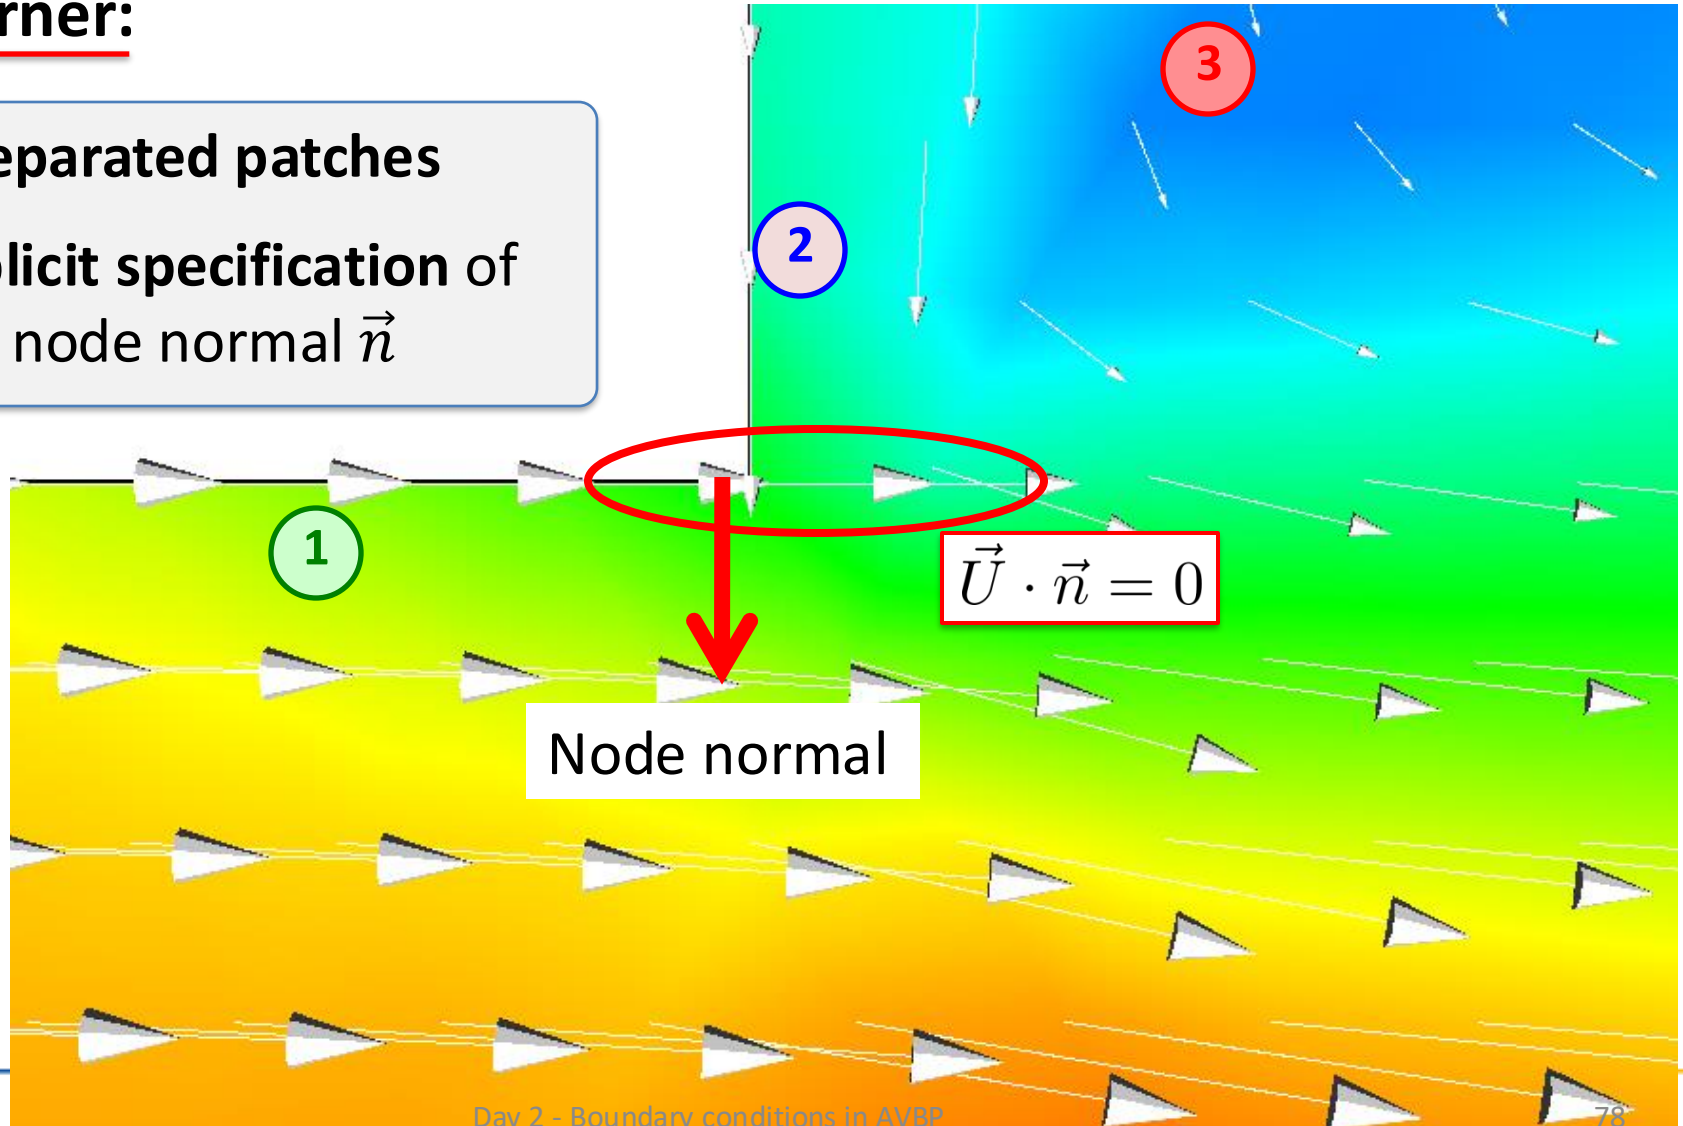 rner:
eparated patches
plicit specification of
node normal n⃗
3
2
1
U⃗ · n⃗ = 0
Node normal
Day 2 - Boundary conditions in AVBP
78